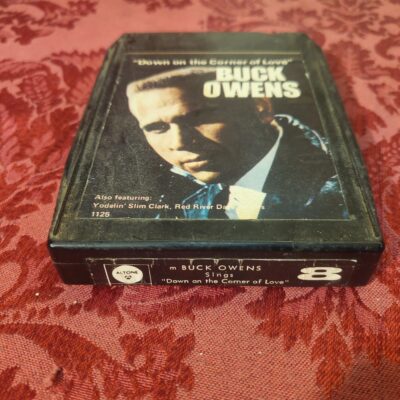 "Down on the Corner of Love"
BUCK
OWENS
Also featuring:
Yodelin' Slim Clark, Red River Dave,
1125
ALTONE
m BUCK OWENS
Sings
"Down on the Corner of Love"
8